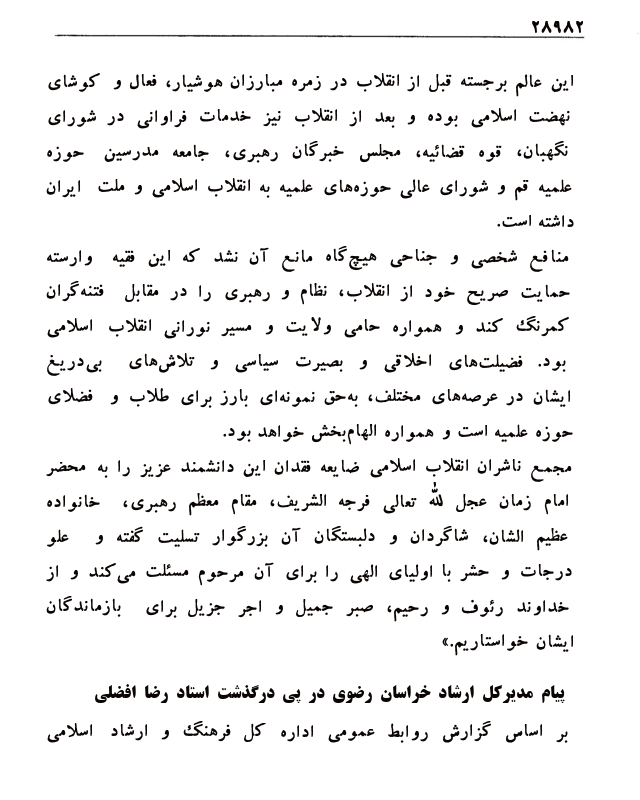 ۲۸۹۸۲
این عالم برجسته قبل از انقلاب در زمره مبارزان هوشیار، فعال و کوشای
نهضت اسلامی بوده و بعد از انقلاب نیز خدمات فراوانی در شورای
نگهبان، قوه قضائیه، مجلس خبرگان رهبری، جامعه مدرسین حوزه
علمیه قم و شورای عالی حوزه‌های علمیه به انقلاب اسلامی و ملت ایران
داشته است.
منافع شخصی و جناحی هیچ‌گاه مانع آن نشد که این فقیه وارسته
حمایت صریح خود از انقلاب، نظام و رهبری را در مقابل فتنه‌گران
کمرنگ کند و همواره حامی ولایت و مسیر نورانی انقلاب اسلامی
بود. فضیلت‌های اخلاقی و بصیرت سیاسی و تلاش‌های بی‌دریغ
ایشان در عرصه‌های مختلف، به‌حق نمونه‌ای بارز برای طلاب و فضلای
حوزه علمیه است و همواره الهام‌بخش خواهد بود.
مجمع ناشران انقلاب اسلامی ضایعه فقدان این دانشمند عزیز را به محضر
امام زمان عجل لله تعالی فرجه الشریف، مقام معظم رهبری، خانواده
عظیم الشان، شاگردان و دلبستگان آن بزرگوار تسلیت گفته و علو
درجات و حشر با اولیای الهی را برای آن مرحوم مسئلت می‌کند و از
خداوند رئوف و رحیم، صبر جمیل و اجر جزیل برای بازماندگان
ایشان خواستاریم.»
پیام مدیرکل ارشاد خراسان رضوی در پی درگذشت استاد رضا افضلی
بر اساس گزارش روابط عمومی اداره کل فرهنگ و ارشاد اسلامی